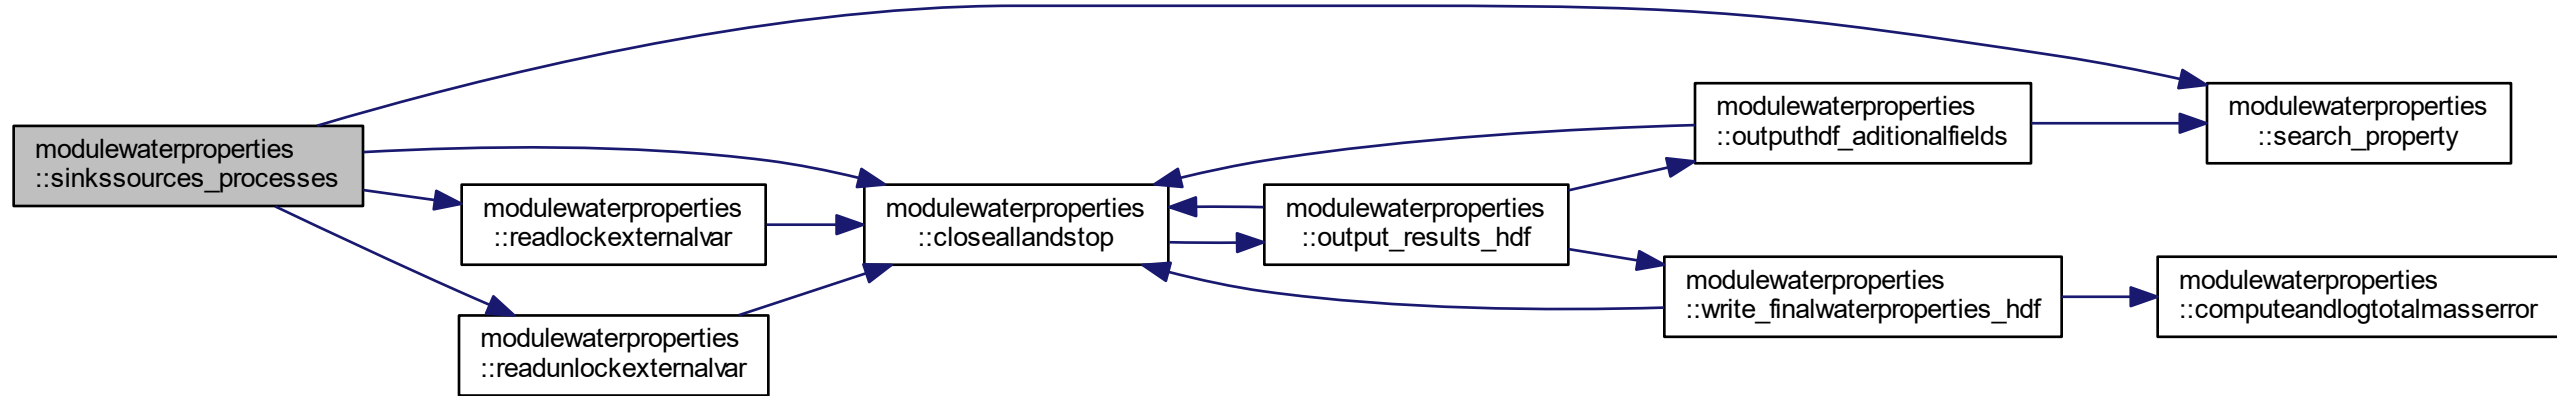 modulewaterproperties
::sinkssources_processes
modulewaterproperties
::readlockexternalvar
modulewaterproperties
::readunlockexternalvar
modulewaterproperties
::closeallandstop
modulewaterproperties
::output_results_hdf
modulewaterproperties
::outputhdf_aditionalfields
modulewaterproperties
::write_finalwaterproperties_hdf
modulewaterproperties
::search_property
modulewaterproperties
::computeandlogtotalmasserror